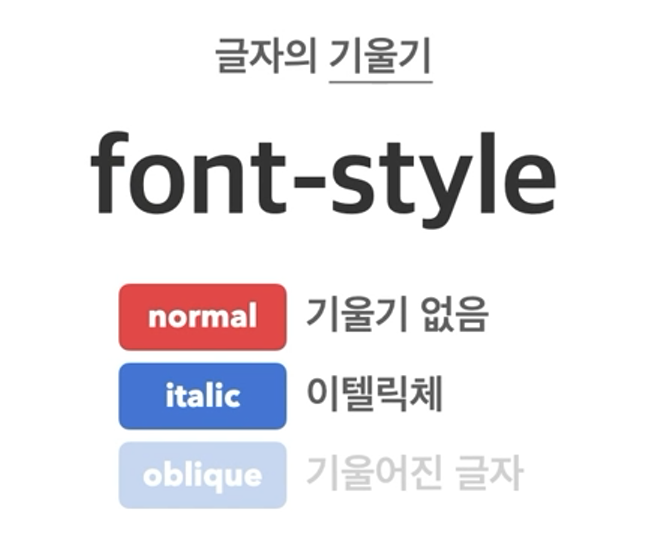 글자의 기울기
font-style
normal 기울기 없음
italic 이텔릭체
oblique 기울어진 글자